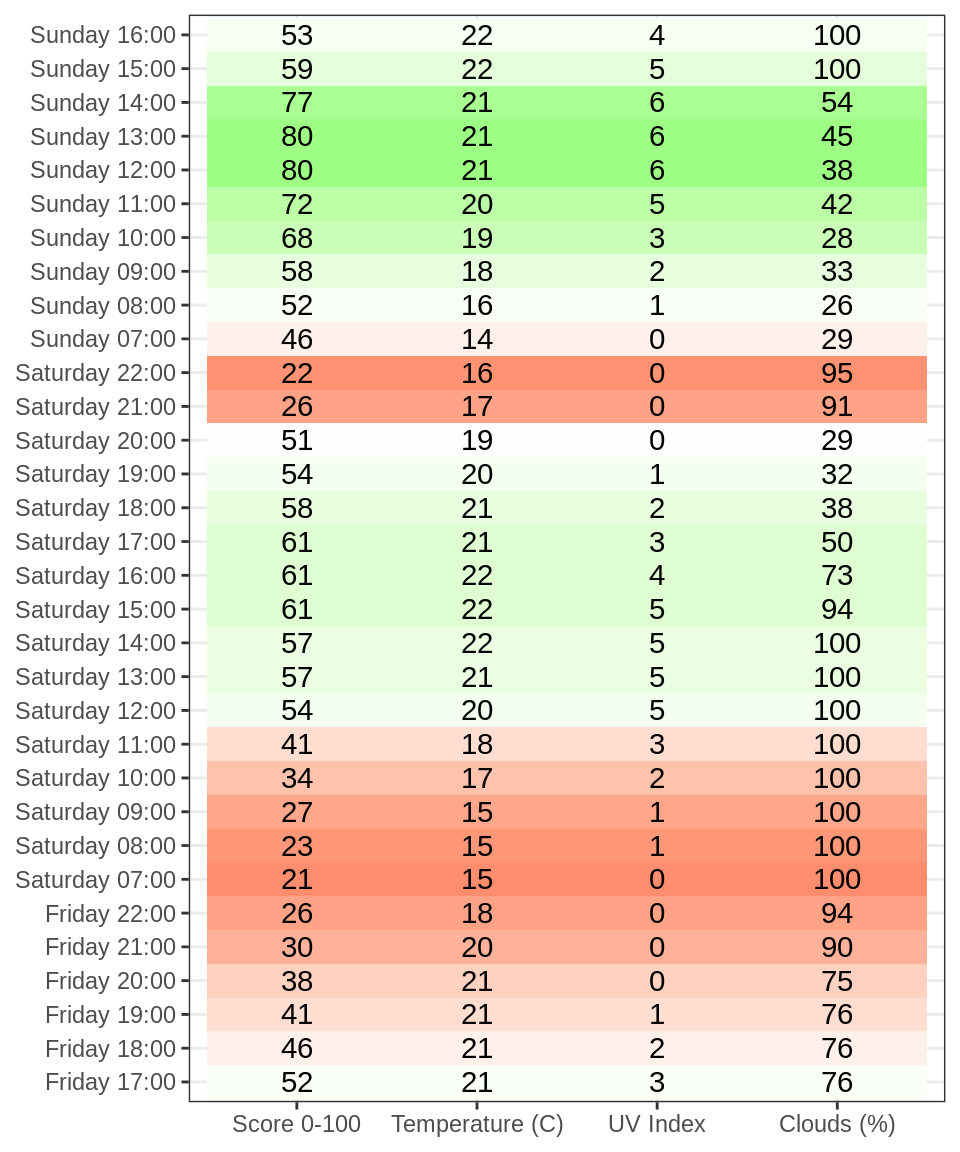 Sunday 16:00 53 22 4 100
Sunday 15:00 59 22 5 100
Sunday 14:00 77 21 6 54
Sunday 13:00 80 21 6 45
Sunday 12:00 80 21 6 38
Sunday 11:00 72 20 5 42
Sunday 10:00 68 19 3 28
Sunday 09:00 58 18 2 33
Sunday 08:00 52 16 1 26
Sunday 07:00 46 14 0 29
Saturday 22:00 22 16 0 95
Saturday 21:00 26 17 0 91
Saturday 20:00 51 19 0 29
Saturday 19:00 54 20 1 32
Saturday 18:00 58 21 2 38
Saturday 17:00 61 21 3 50
Saturday 16:00 61 22 4 73
Saturday 15:00 61 22 5 94
Saturday 14:00 57 22 5 100
Saturday 13:00 57 21 5 100
Saturday 12:00 54 20 5 100
Saturday 11:00 41 18 3 100
Saturday 10:00 34 17 2 100
Saturday 09:00 27 15 1 100
Saturday 08:00 23 15 1 100
Saturday 07:00 21 15 0 100
Friday 22:00 26 18 0 94
Friday 21:00 30 20 0 90
Friday 20:00 38 21 0 75
Friday 19:00 41 21 1 76
Friday 18:00 46 21 2 76
Friday 17:00 52 21 3 76
Score 0-100 Temperature (C) UV Index Clouds (%)